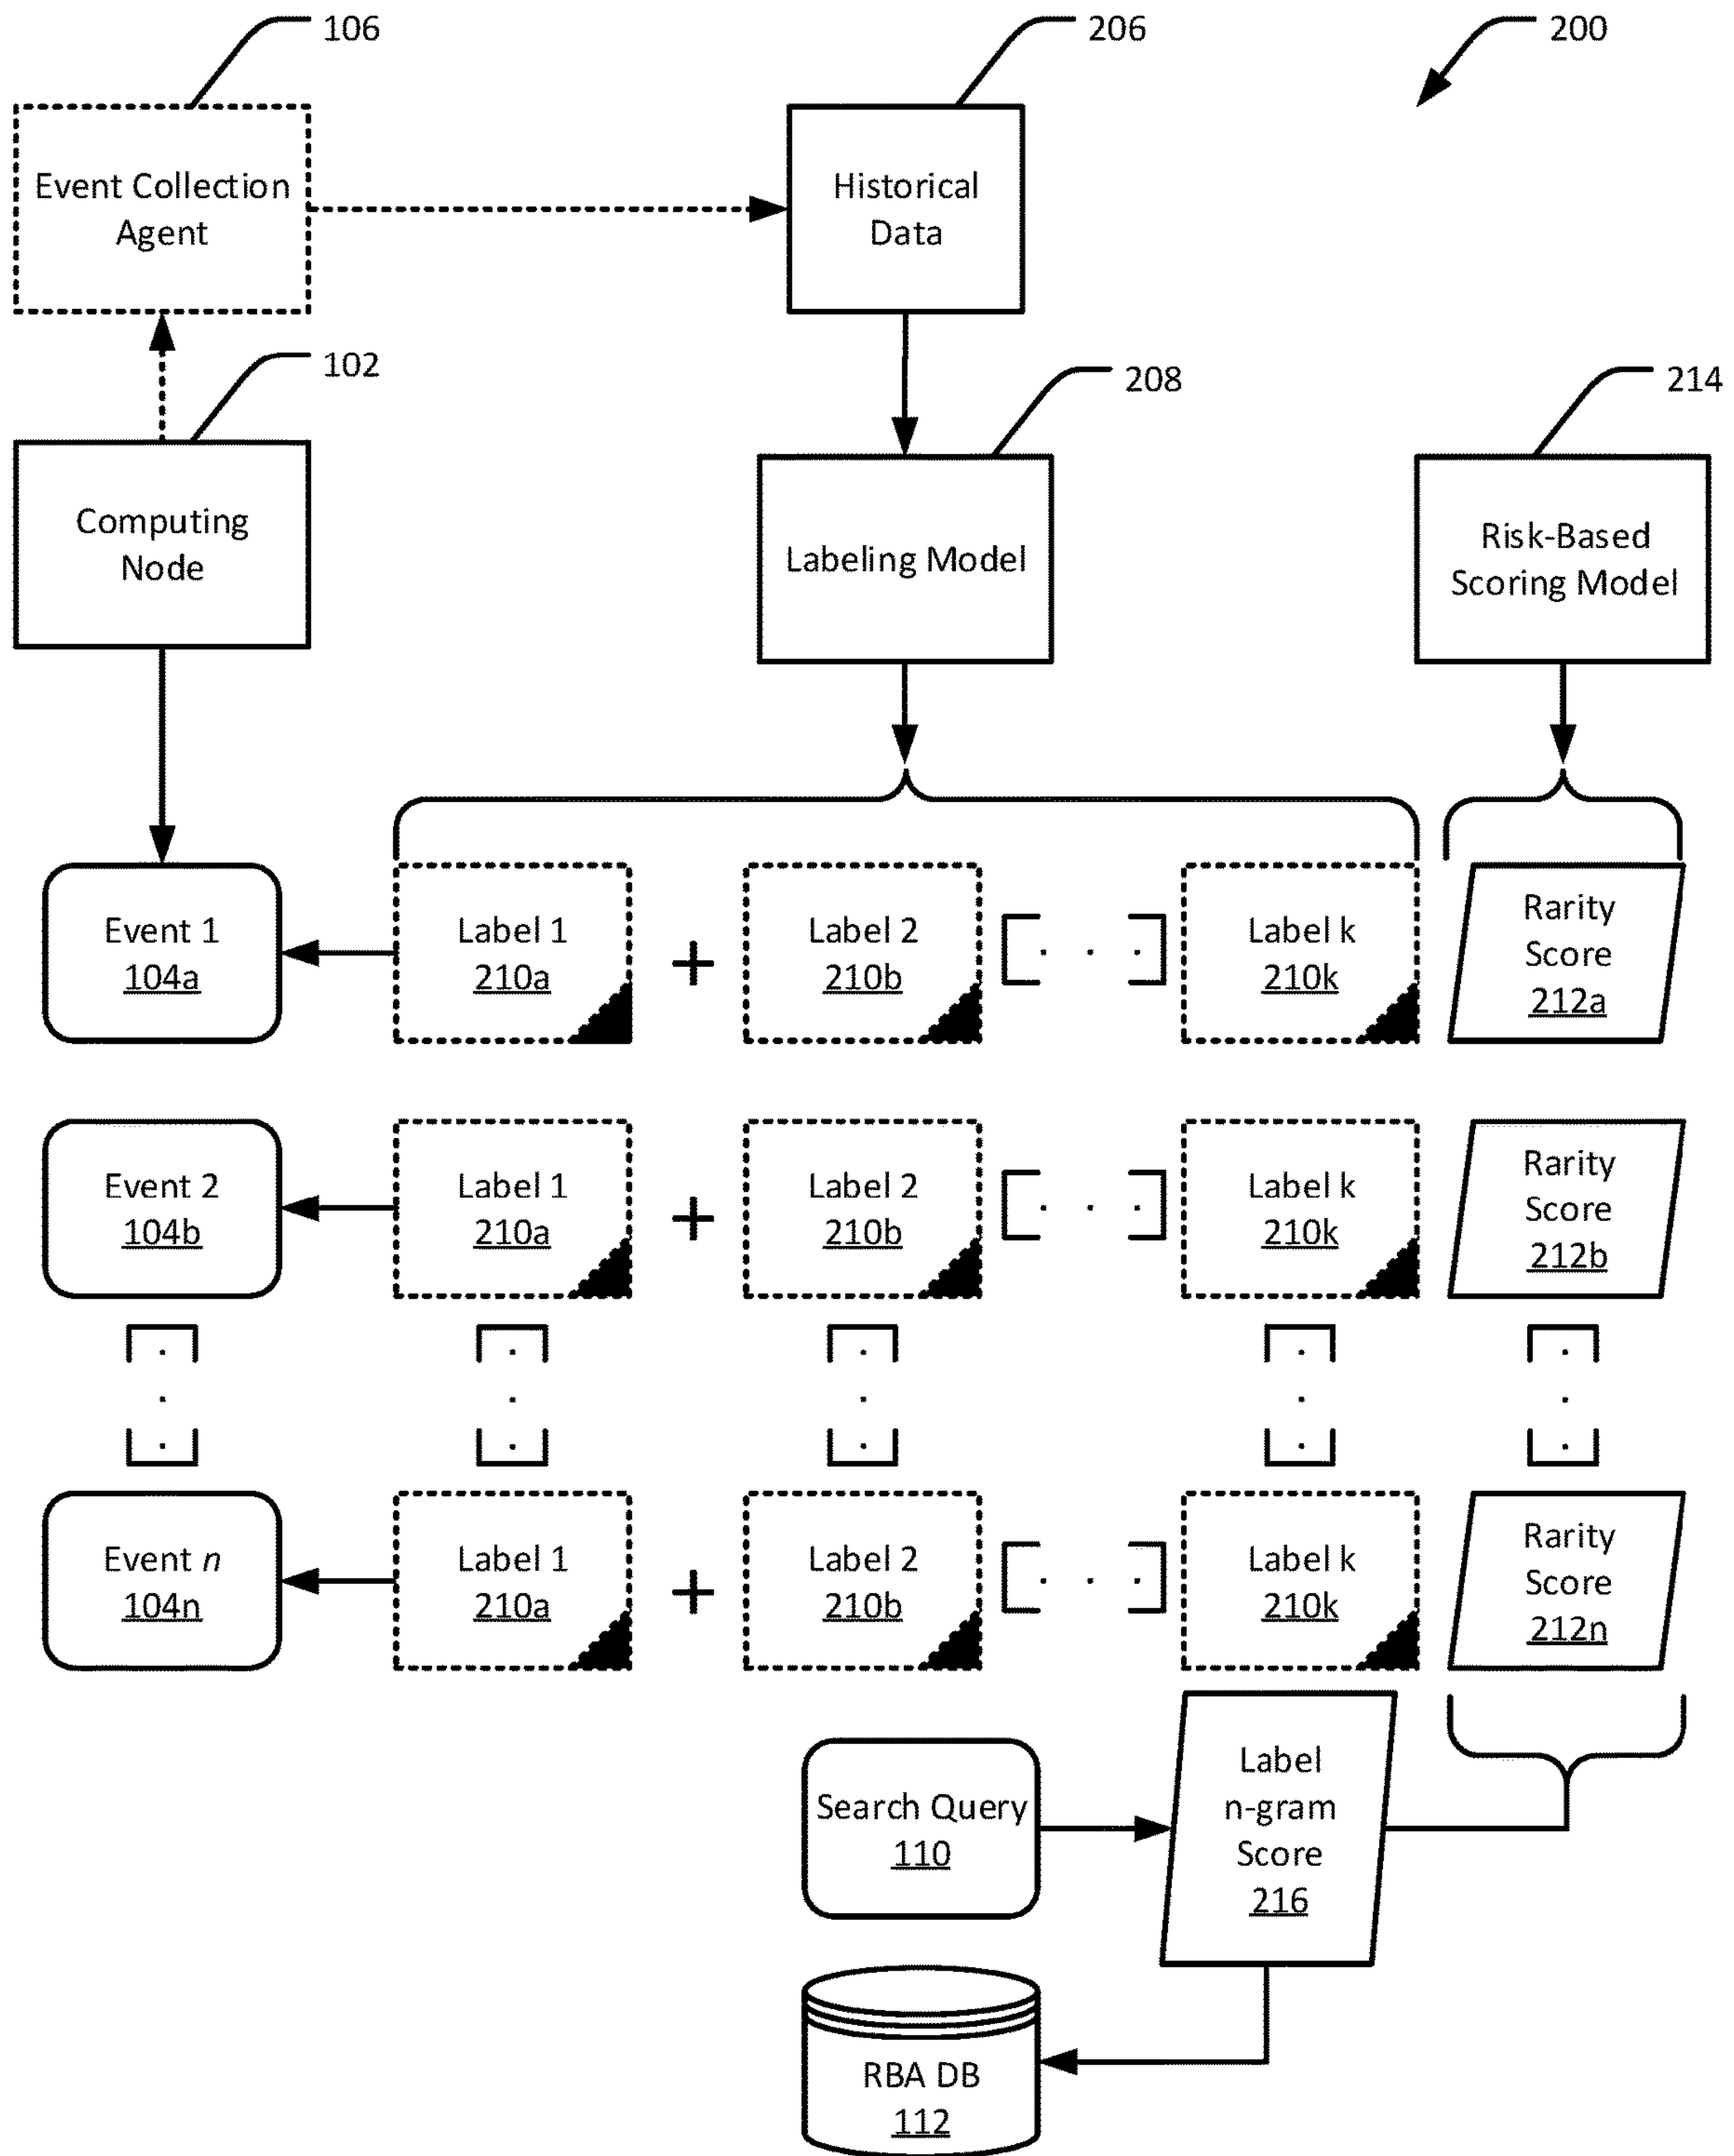 106
206
200
Event Collection
Agent
Historical
Data
102
208
214
Computing
Node
Labeling Model
Risk-Based
Scoring Model
Event 1
104a
Label 1
210a
+
Label 2
210b
[. . .]
Label k
210k
Rarity
Score
212a
Event 2
104b
Label 1
210a
+
Label 2
210b
[. . .]
Label k
210k
Rarity
Score
212b
Event n
104n
Label 1
210a
+
Label 2
210b
[. . .]
Label k
210k
Rarity
Score
212n
Search Query
110
Label
n-gram
Score
216
RBA DB
112